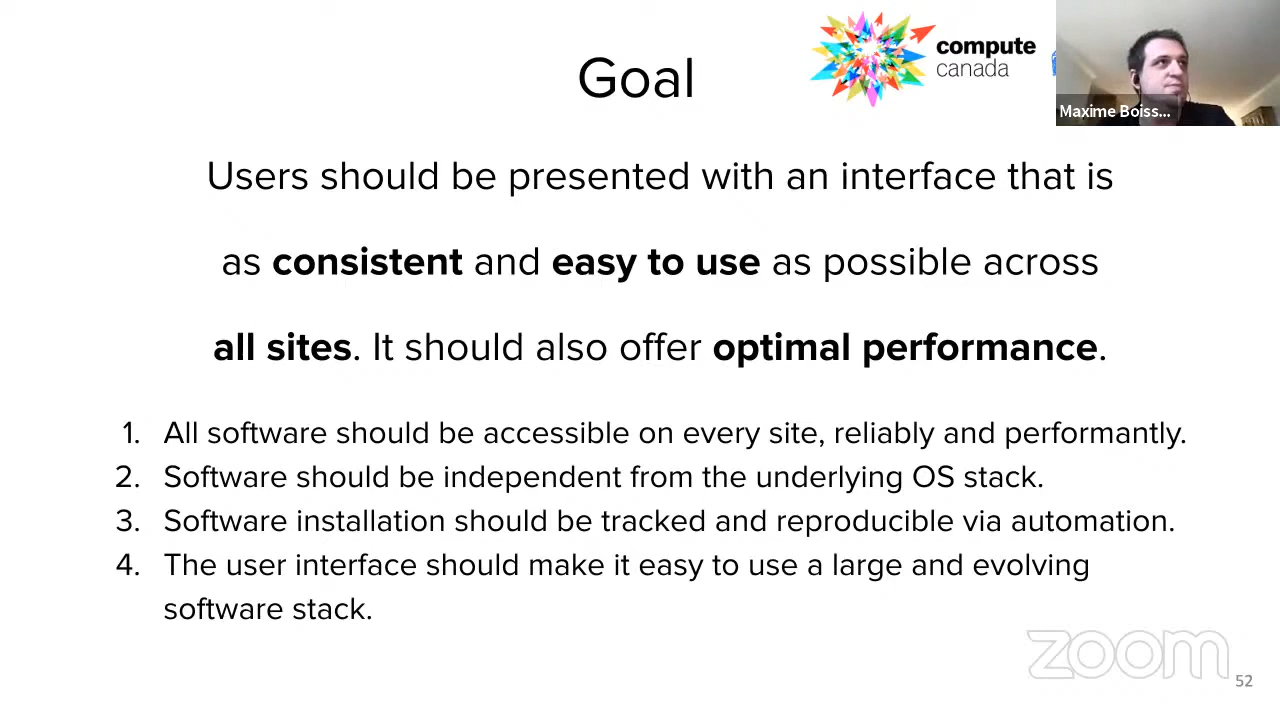 Goal
compute
canada
Maxime Boiss...
Users should be presented with an interface that is
as consistent and easy to use as possible across
all sites. It should also offer optimal performance.
1. All software should be accessible on every site, reliably and performantly.
2. Software should be independent from the underlying OS stack.
3. Software installation should be tracked and reproducible via automation.
4. The user interface should make it easy to use a large and evolving
software stack.
zoom
52